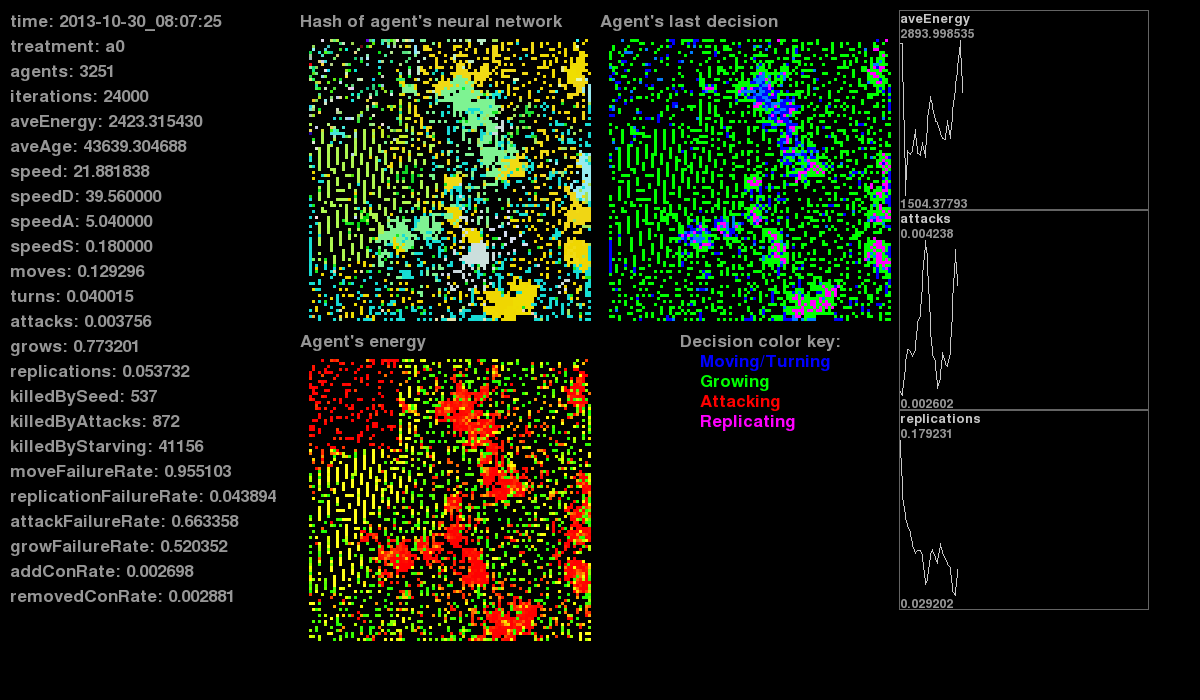 time: 2013-10-30_08:07:25
treatment: a0
agents: 3251
iterations: 24000
aveEnergy: 2423.315430
aveAge: 43639.304688
speed: 21.881838
speedD: 39.560000
speedA: 5.040000
speedS: 0.180000
moves: 0.129296
turns: 0.040015
attacks: 0.003756
grows: 0.773201
replications: 0.053732
killedBySeed: 537
killedByAttacks: 872
killedByStarving: 41156
moveFailureRate: 0.955103
replicationFailureRate: 0.043894
attackFailureRate: 0.663358
growFailureRate: 0.520352
addConRate: 0.002698
removedConRate: 0.002881
Hash of agent's neural network
Agent's last decision
Agent's energy
Decision color key:
Moving/Turning
Growing
Attacking
Replicating
aveEnergy
2893.998535
1504.37793
attacks
0.004238
0.002602
replications
0.179231
0.029202